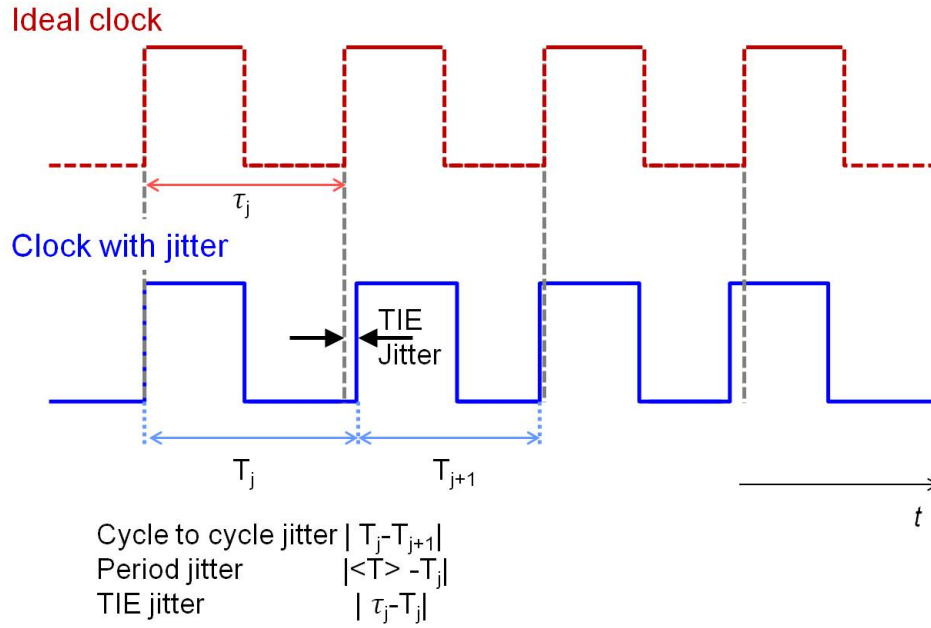 Ideal clock
τj
Clock with jitter
TIE
Jitter
Tj
Tj+1
t
Cycle to cycle jitter | Tj-Tj+1|
Period jitter |<T> -Tj|
TIE jitter | τj-Tj|